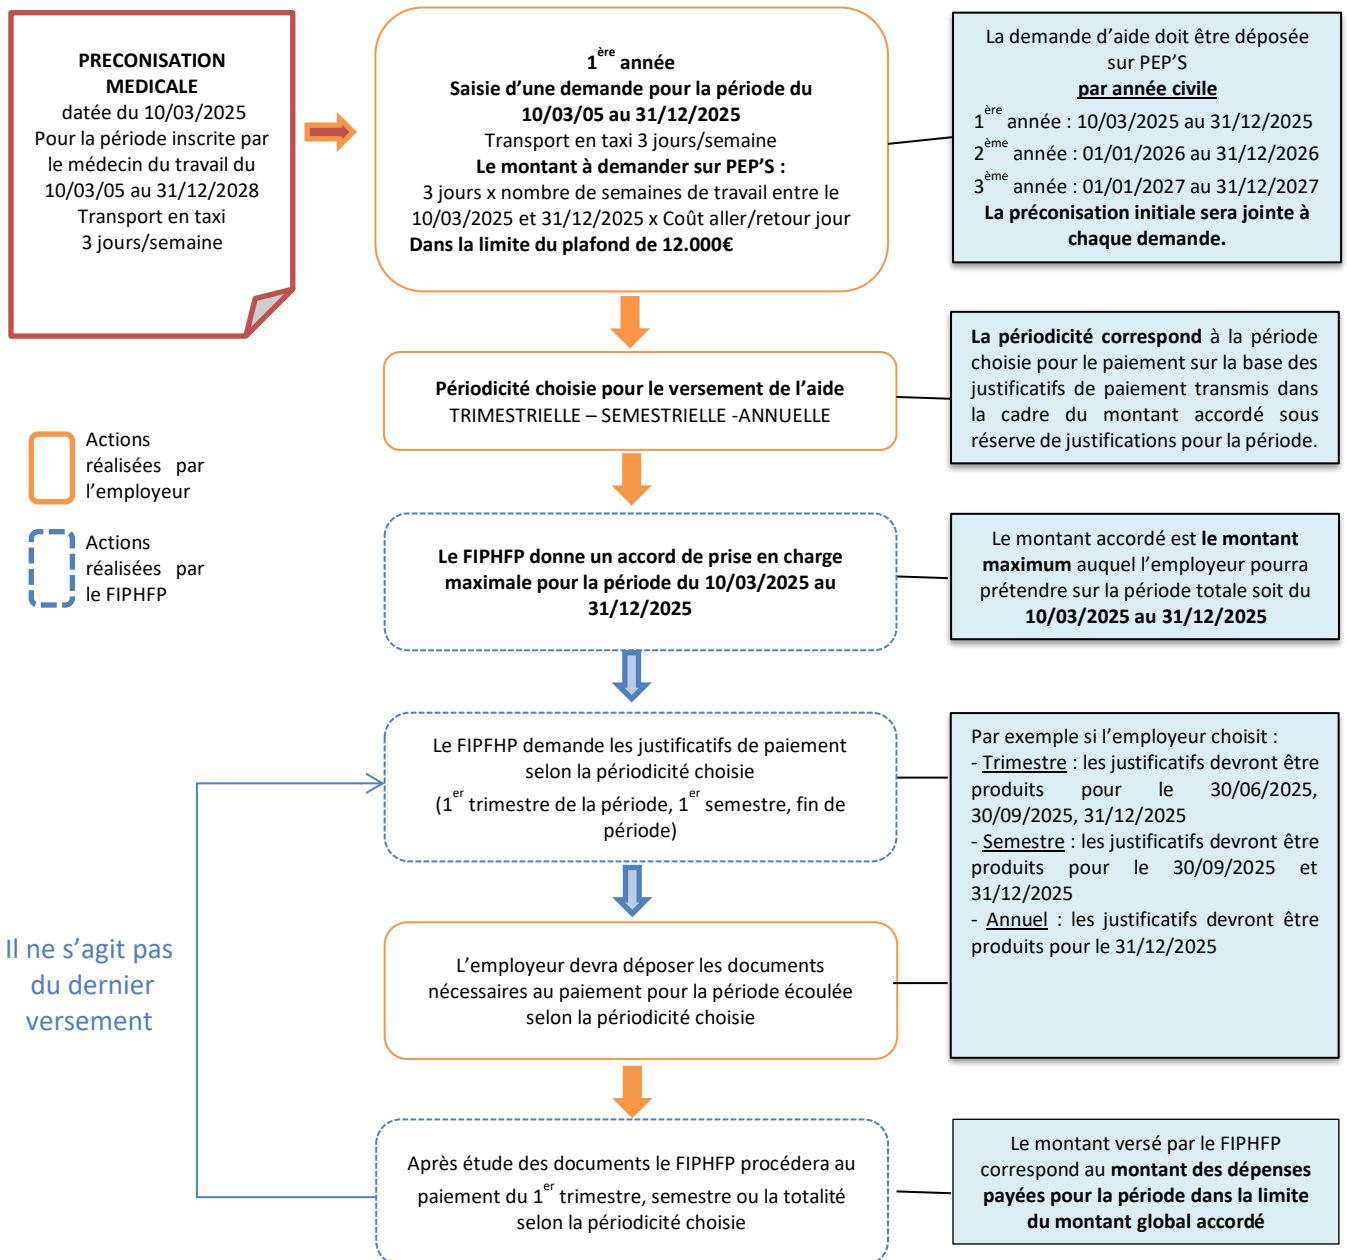 PRECONISATION
MEDICALE
datée du 10/03/2025
Pour la période inscrite par
le médecin du travail du
10/03/05 au 31/12/2028
Transport en taxi
3 jours/semaine
1ère année
Saisie d’une demande pour la période du
10/03/05 au 31/12/2025
Transport en taxi 3 jours/semaine
Le montant à demander sur PEP’S :
3 jours x nombre de semaines de travail entre le
10/03/2025 et 31/12/2025 x Coût aller/retour jour
Dans la limite du plafond de 12.000€
La demande d’aide doit être déposée
sur PEP’S
par année civile
1ère année : 10/03/2025 au 31/12/2025
2ème année : 01/01/2026 au 31/12/2026
3ème année : 01/01/2027 au 31/12/2027
La préconisation initiale sera jointe à
chaque demande.
Périodicité choisie pour le versement de l’aide
TRIMESTRIELLE – SEMESTRIELLE -ANNUELLE
La périodicité correspond à la période
choisie pour le paiement sur la base des
justificatifs de paiement transmis dans
la cadre du montant accordé sous
réserve de justifications pour la période.
Actions
réalisées par
l’employeur
Actions
réalisées par
le FIPHFP
Le FIPHFP donne un accord de prise en charge
maximale pour la période du 10/03/2025 au
31/12/2025
Le montant accordé est le montant
maximum auquel l’employeur pourra
prétendre sur la période totale soit du
10/03/2025 au 31/12/2025
Le FIPFHP demande les justificatifs de paiement
selon la périodicité choisie
(1er trimestre de la période, 1er semestre, fin de
période)
Par exemple si l’employeur choisit :
- Trimestre : les justificatifs devront être
produits pour le 30/06/2025,
30/09/2025, 31/12/2025
- Semestre : les justificatifs devront être
produits pour le 30/09/2025 et
31/12/2025
- Annuel : les justificatifs devront être
produits pour le 31/12/2025
Il ne s’agit pas
du dernier
versement
L’employeur devra déposer les documents
nécessaires au paiement pour la période écoulée
selon la périodicité choisie
Après étude des documents le FIPHFP procédera au
paiement du 1er trimestre, semestre ou la totalité
selon la périodicité choisie
Le montant versé par le FIPHFP
correspond au montant des dépenses
payées pour la période dans la limite
du montant global accordé